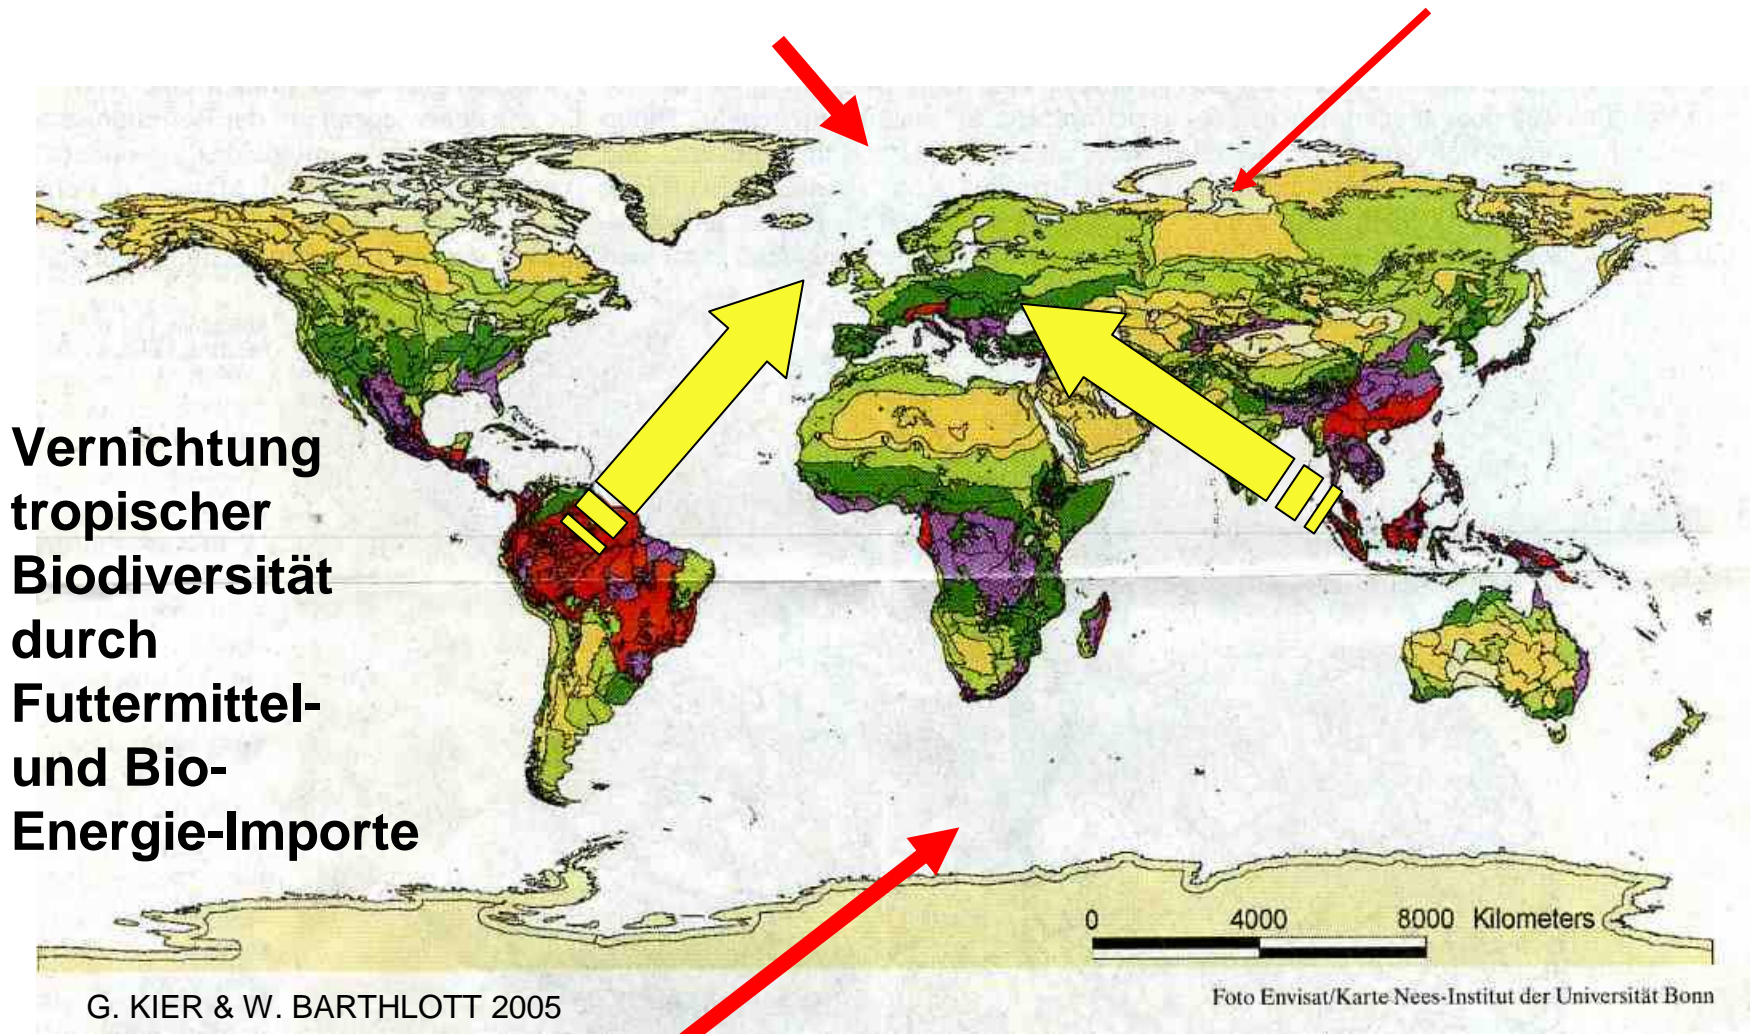 Vernichtung
tropischer
Biodiversität
durch
Futtermittel-
und Bio-
Energie-Importe
0 4000 8000 Kilometers
G. KIER & W. BARTHLOTT 2005
Foto Envisat/Karte Nees-Institut der Universität Bonn